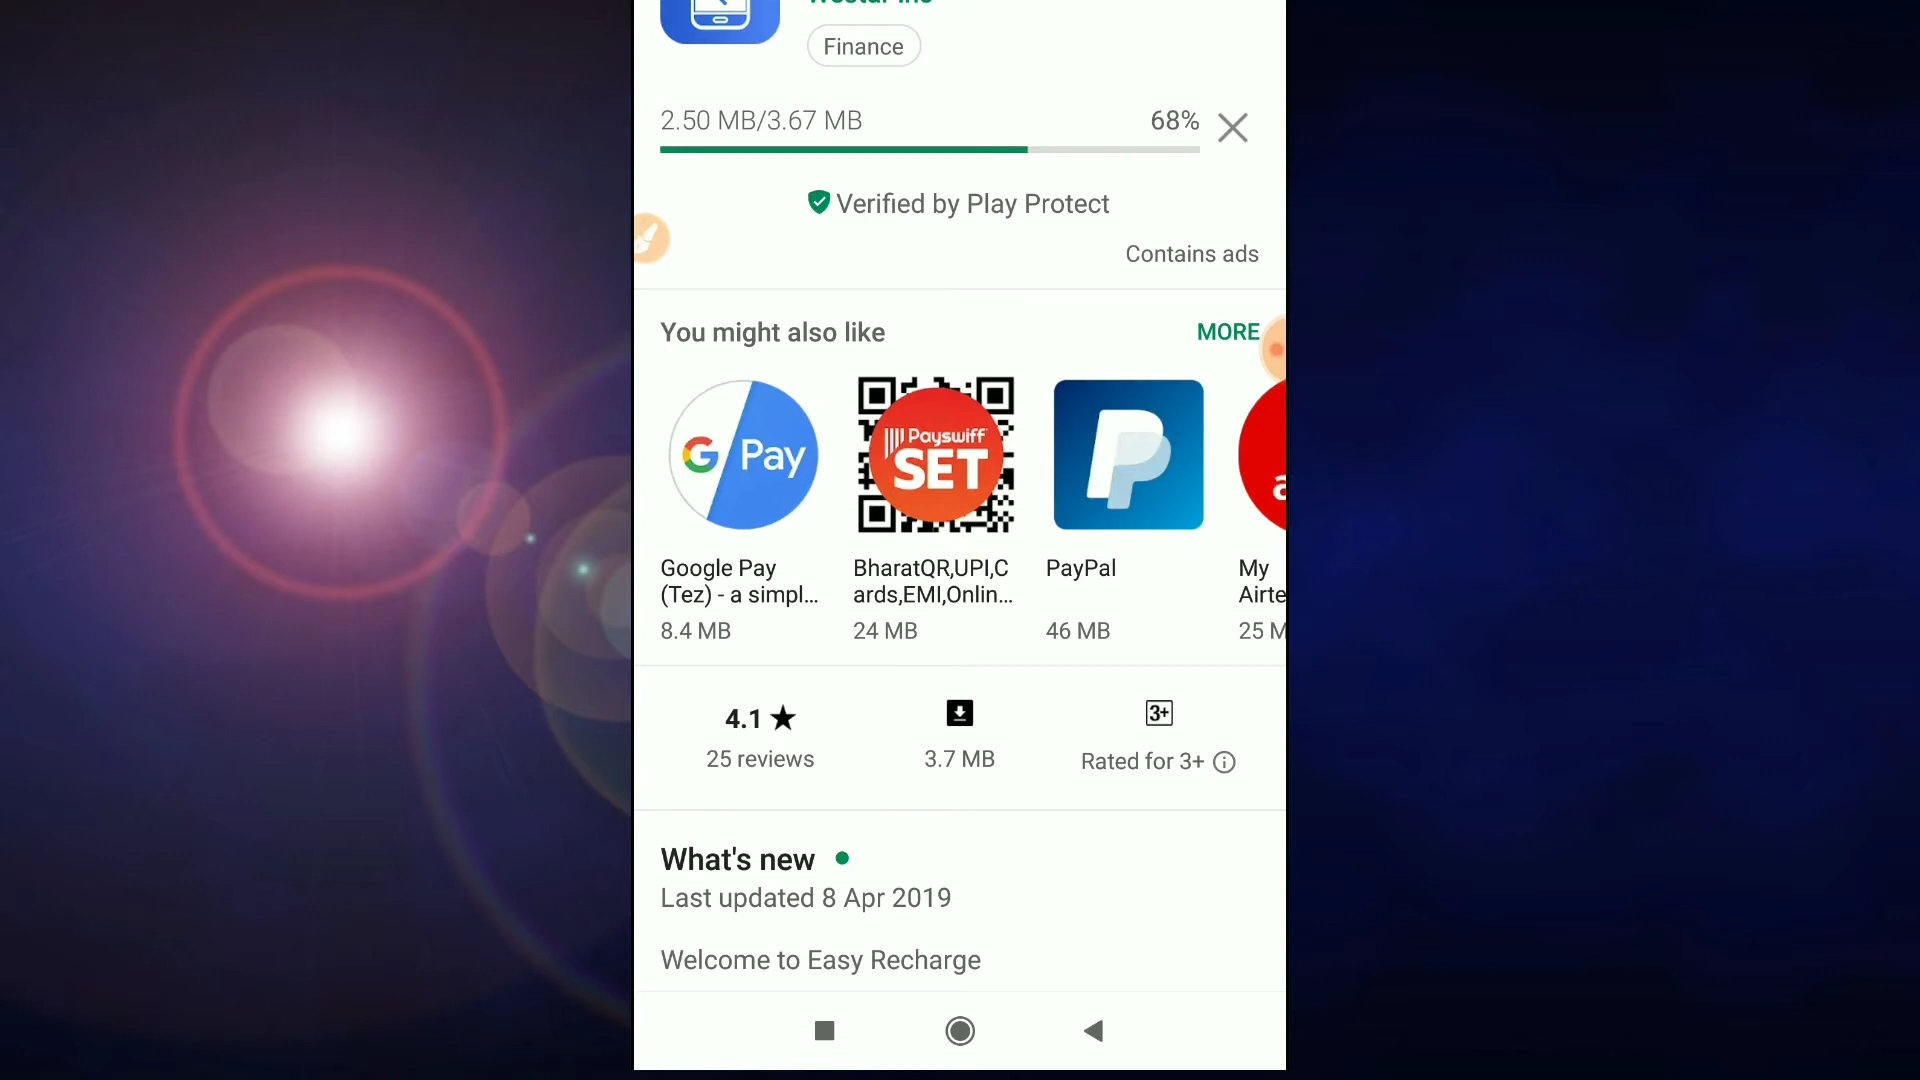 Finance
2.50 MB/3.67 MB 68%
Verified by Play Protect
Contains ads
You might also like MORE
G Pay
Payswiff
SET
Google Pay
(Tez) - a simpl...
8.4 MB
BharatQR,UPI,C
ards,EMI,Onlin...
24 MB
PayPal
46 MB
My
Airte
25 M
4.1 ★
25 reviews
3.7 MB
3+
Rated for 3+
What's new
Last updated 8 Apr 2019
Welcome to Easy Recharge